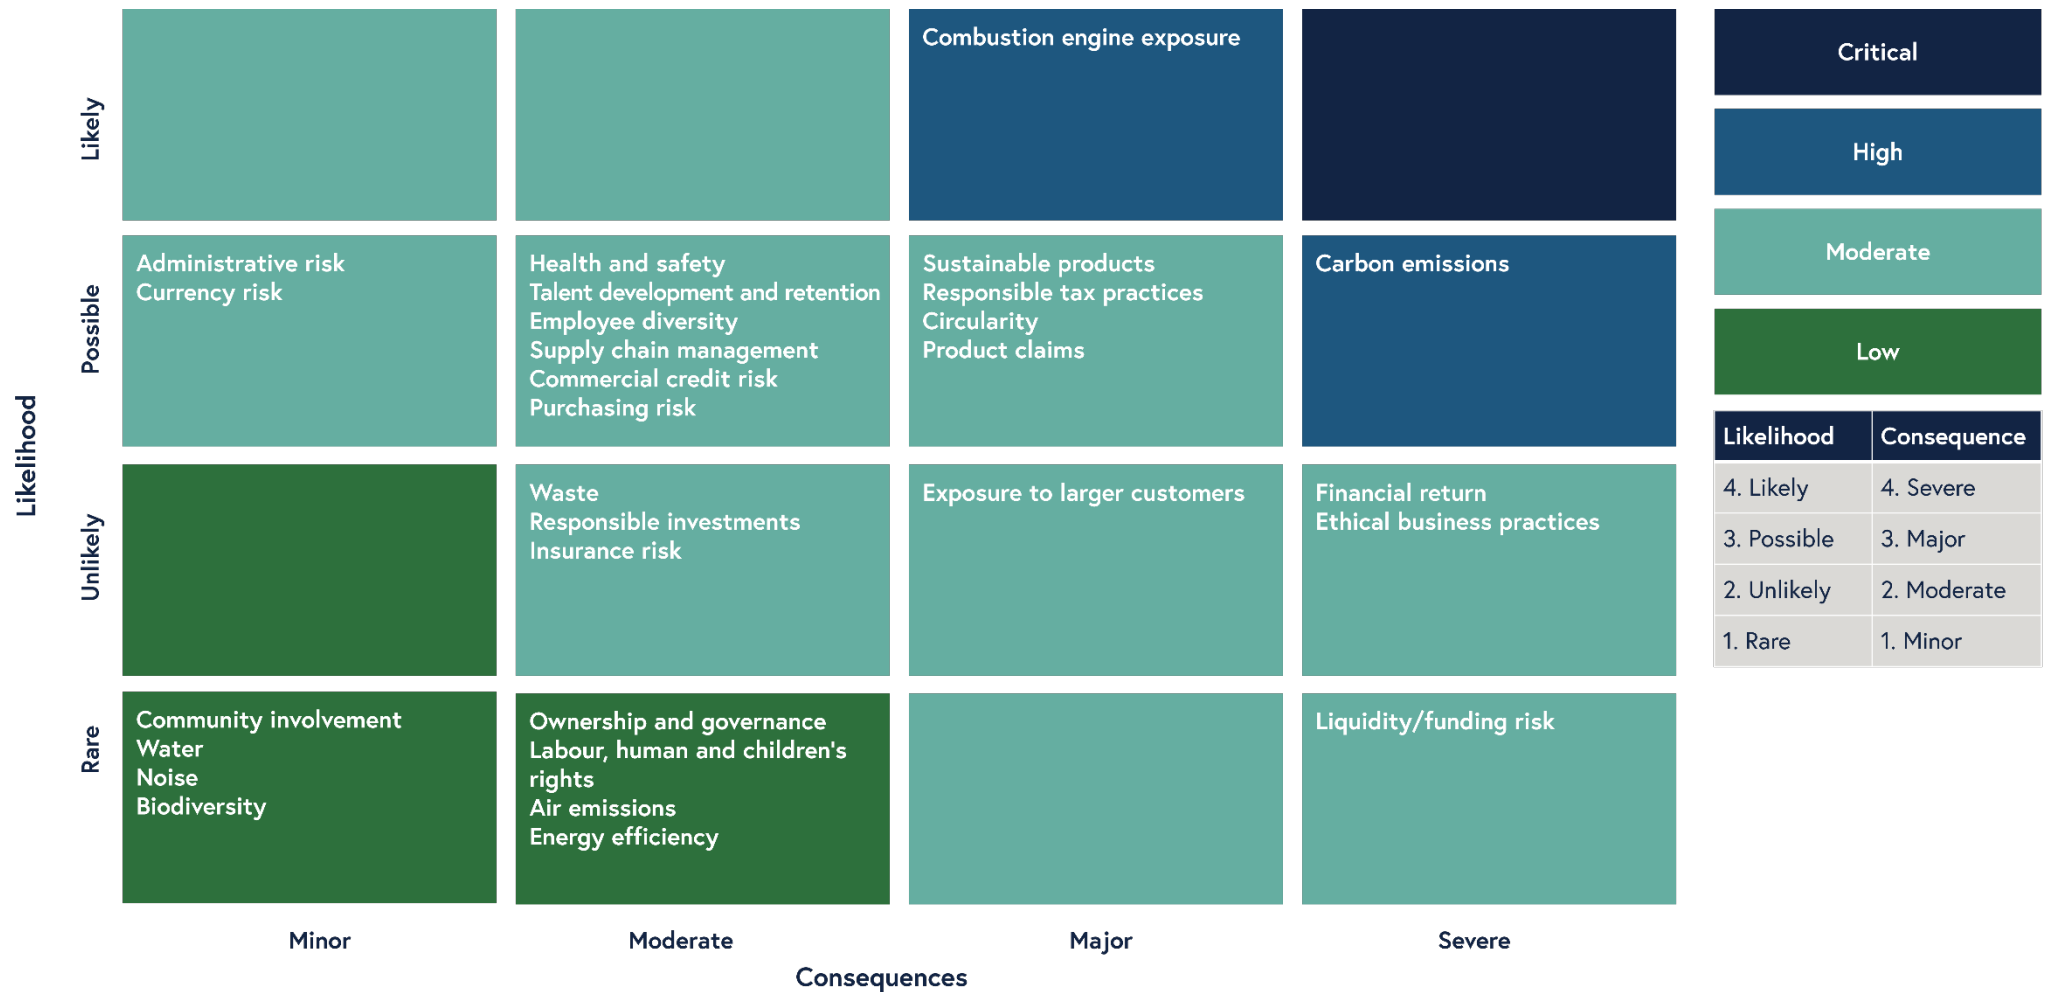 Likelihood
Likely
Combustion engine exposure
Possible
Administrative risk
Currency risk
Health and safety
Talent development and retention
Employee diversity
Supply chain management
Commercial credit risk
Purchasing risk
Sustainable products
Responsible tax practices
Circularity
Product claims
Carbon emissions
Unlikely
Waste
Responsible investments
Insurance risk
Exposure to larger customers
Financial return
Ethical business practices
Rare
Community involvement
Water
Noise
Biodiversity
Ownership and governance
Labour, human and children's
rights
Air emissions
Energy efficiency
Liquidity/funding risk
Minor
Moderate
Major
Severe
Consequences
Critical
High
Moderate
Low
Likelihood Consequence
4. Likely 4. Severe
3. Possible 3. Major
2. Unlikely 2. Moderate
1. Rare 1. Minor